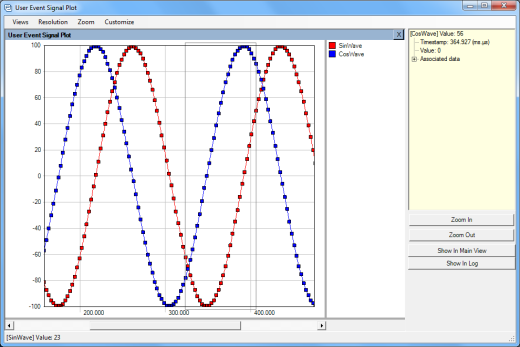 User Event Signal Plot
Views Resolution Zoom Customize
User Event Signal Plot X
SinWave
CosWave
100
80
60
40
20
0
-20
-40
-60
-80
-100
200.000 300.000 400.000
[CosWave] Value: 56
Timestamp: 364.927 (ms.µs)
Value: 0
Associated data
Zoom In
Zoom Out
Show In Main View
Show In Log
[SinWave] Value: 23